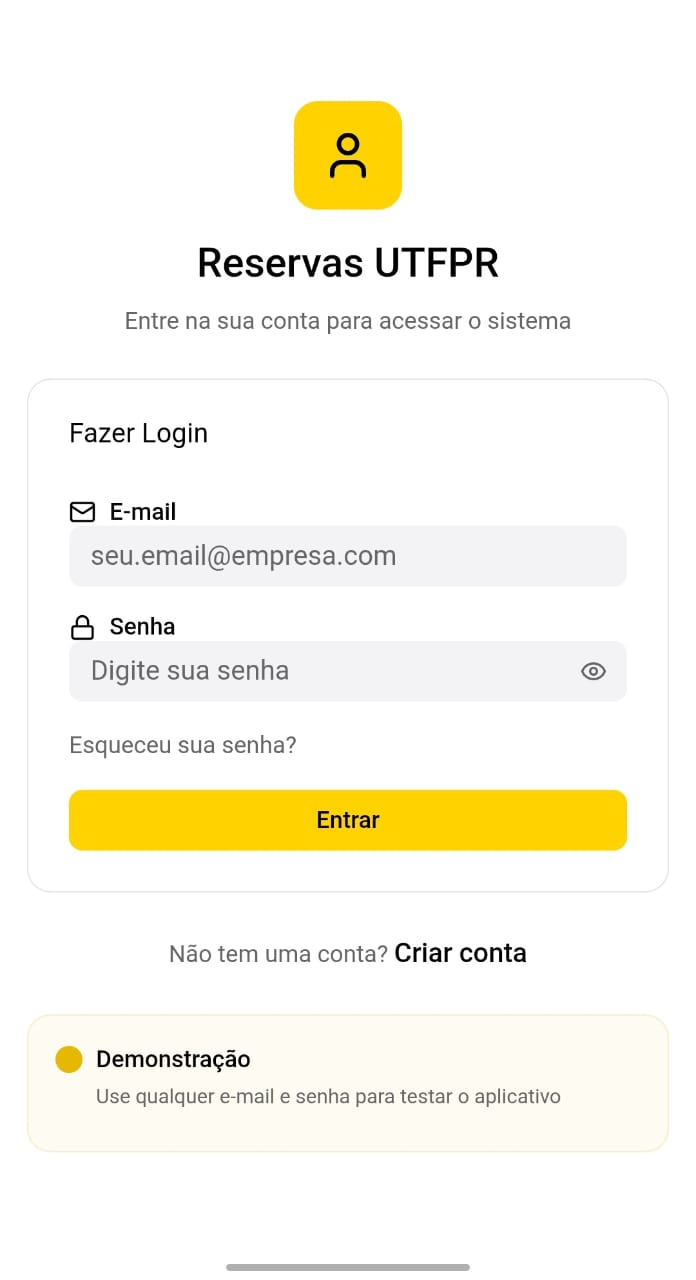 Reservas UTFPR
Entre na sua conta para acessar o sistema
Fazer Login
E-mail
seu.email@empresa.com
Senha
Digite sua senha
Esqueceu sua senha?
Entrar
Não tem uma conta? Criar conta
Demonstração
Use qualquer e-mail e senha para testar o aplicativo